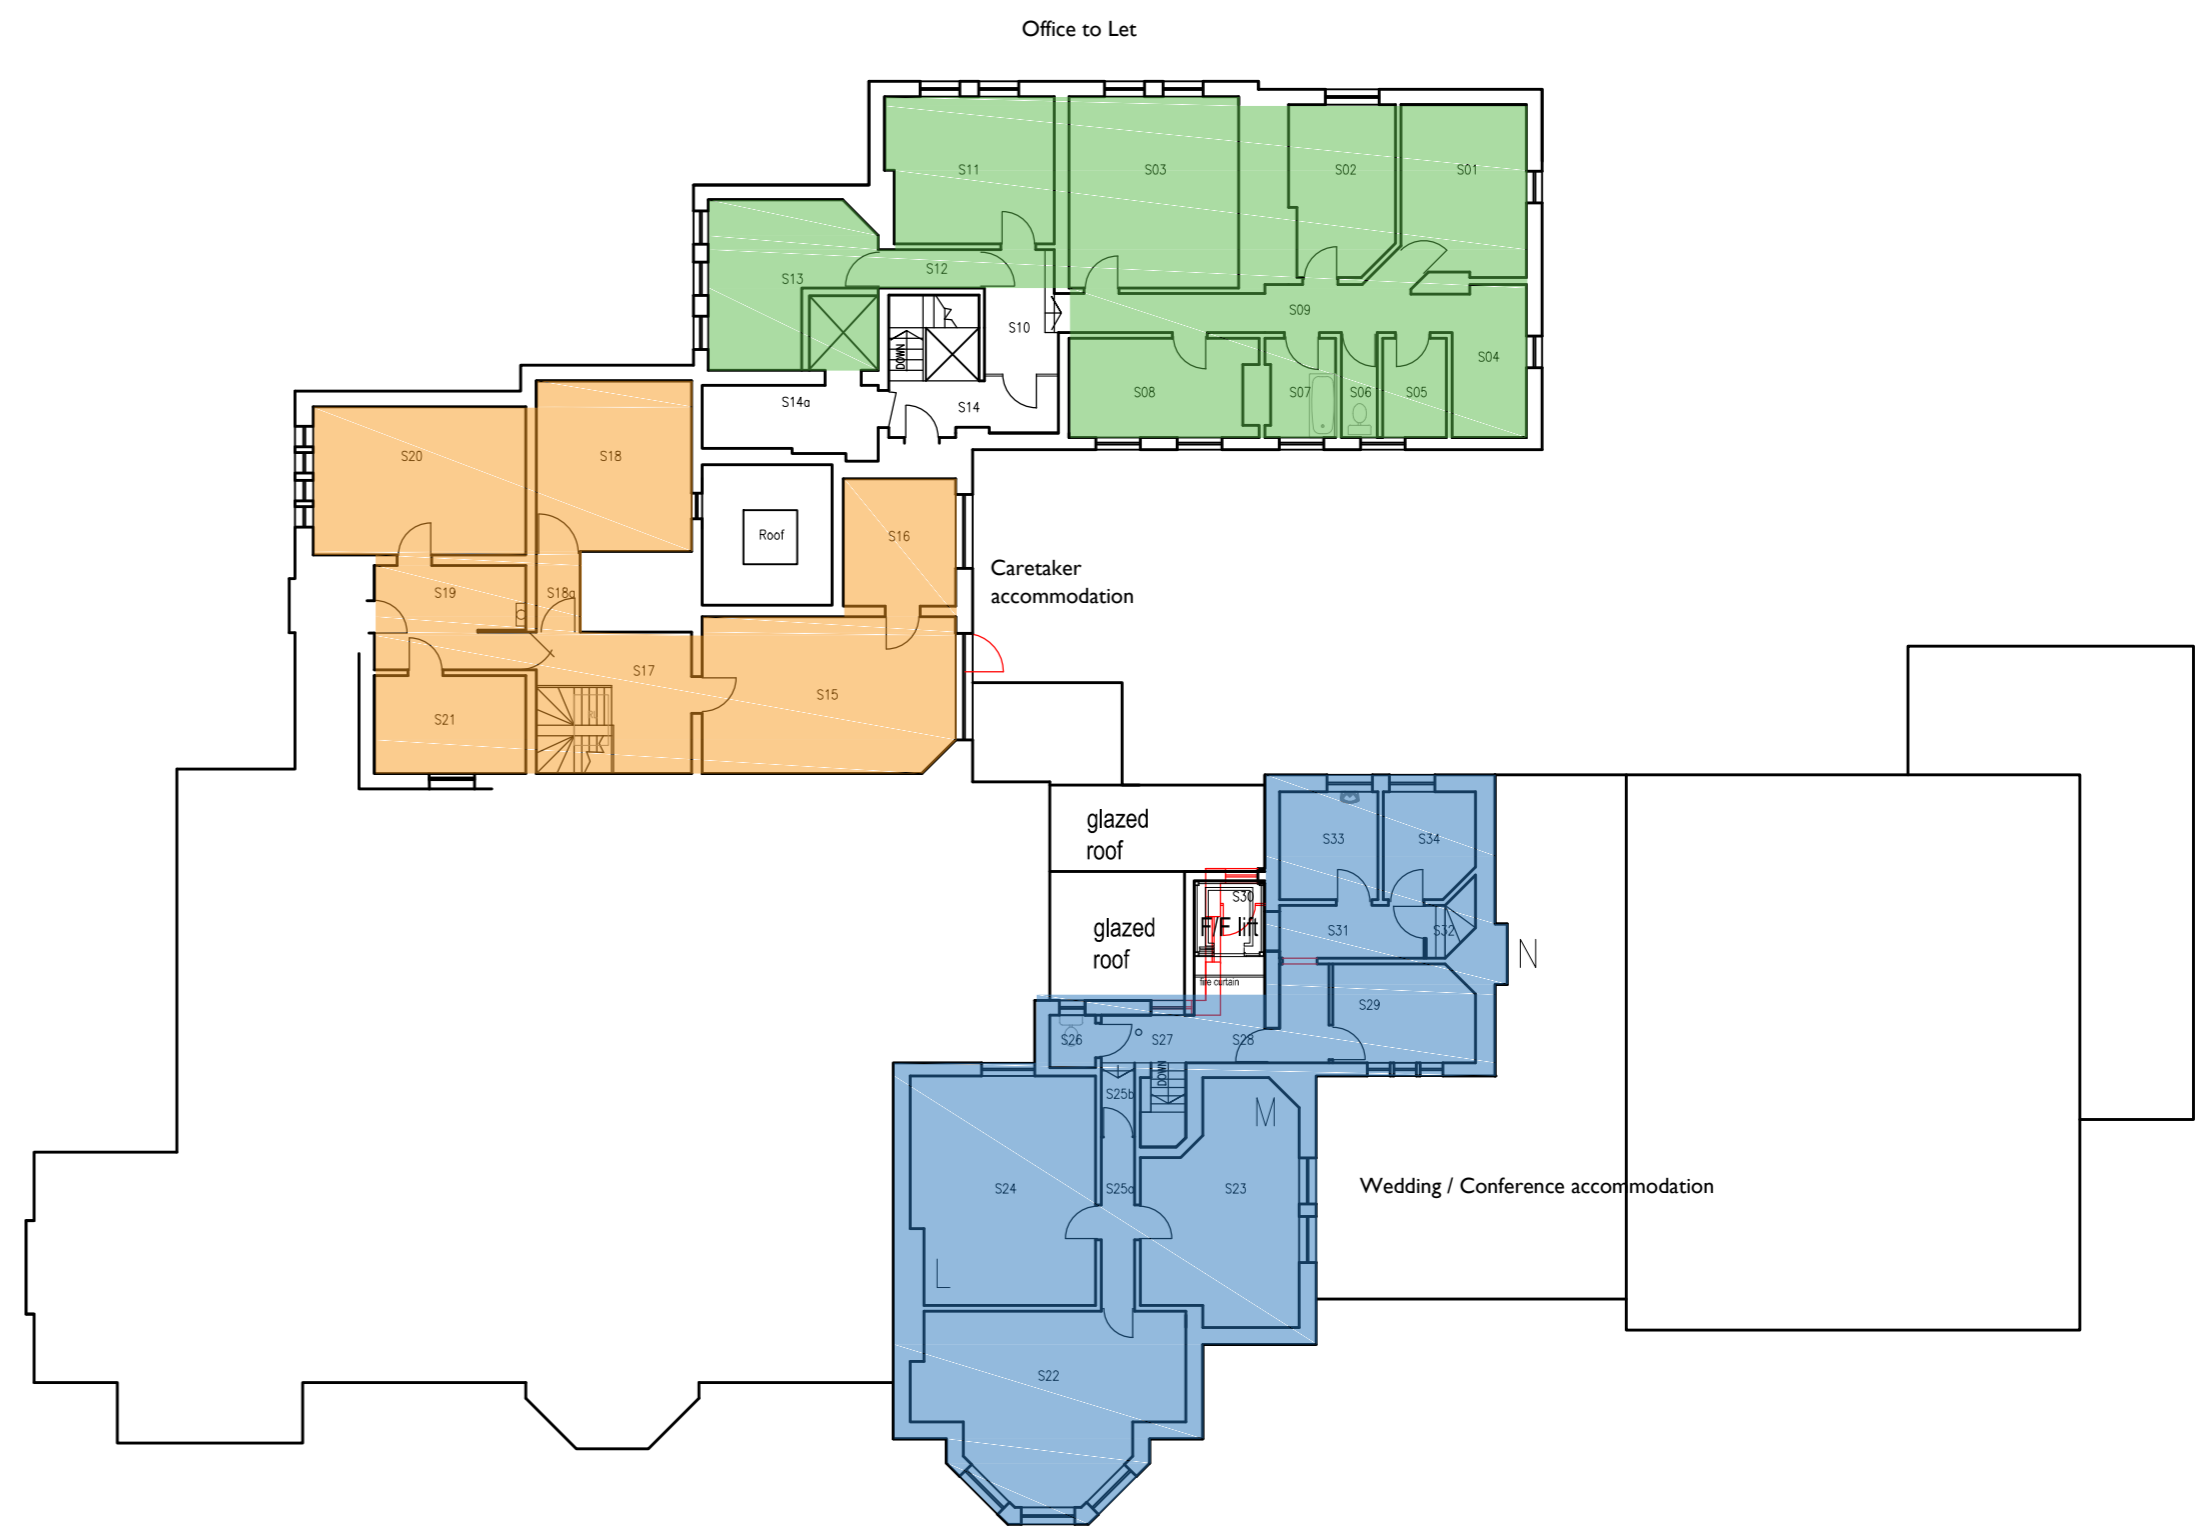 Office to Let
S11
S03
S02
S01
S13
S12
S09
S10
DOWN
S04
S08
S07
S06
S05
S14a
S14
S20
S18
Roof
S16
Caretaker
accommodation
S19
S18a
S17
S15
S21
glazed
roof
S33
S34
S30
F/F lift
glazed
roof
S31
S32
N
fire curtain
S29
S26
S27
S28
DOWN
S25b
M
S24
S25a
S23
Wedding / Conference accommodation
L
S22